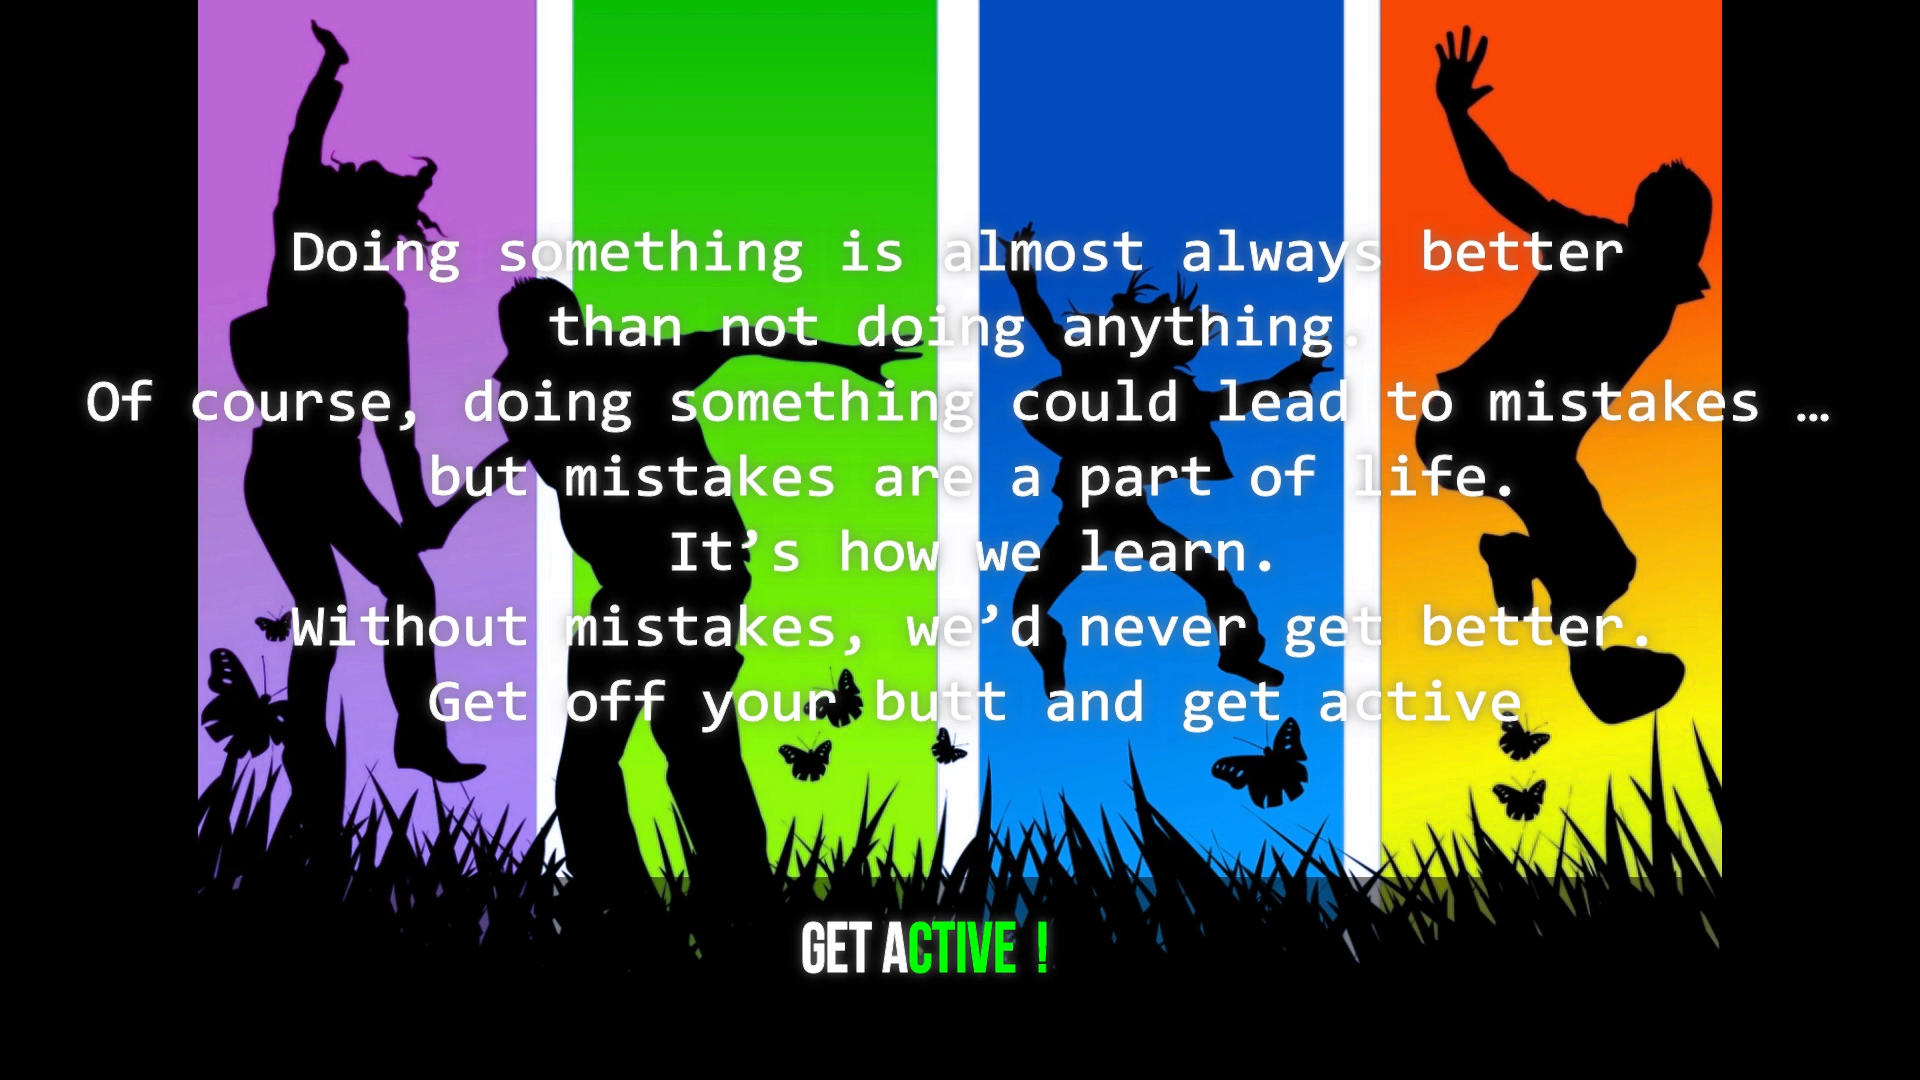 Doing something is almost always better
than not doing anything.
Of course, doing something could lead to mistakes …
but mistakes are a part of life.
It’s how we learn.
Without mistakes, we’d never get better.
Get off your butt and get active
GET ACTIVE !